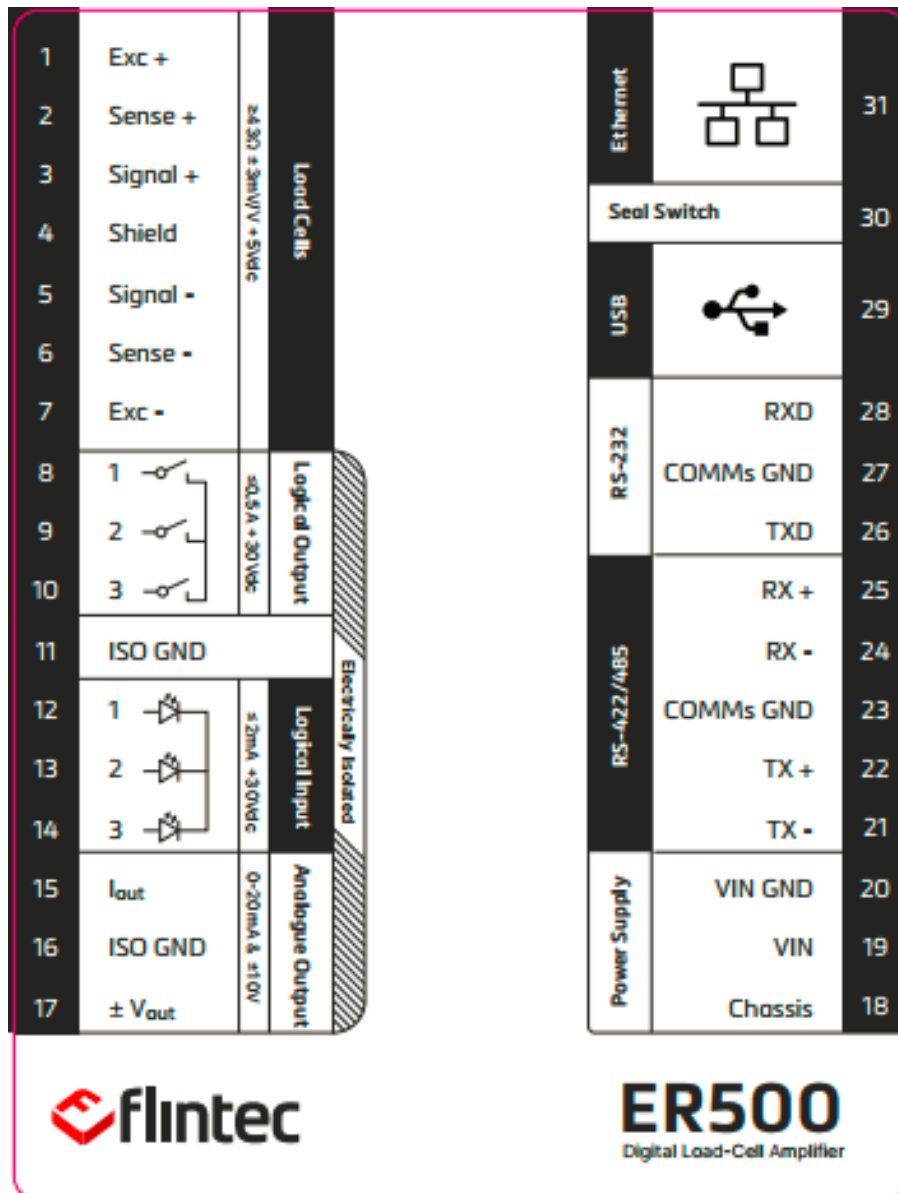 1 Exc +
2 Sense +
3 Signal +
4 Shield
5 Signal -
6 Sense -
7 Exc -
≥43Ω ± 3mV/V + 5Vdc
Load Cells
8 1
9 2
10 3
≤0.5 A + 30Vdc
Logical Output
11 ISO GND
12 1
13 2
14 3
≤ 2mA +30Vdc
Logical Input
Electrically Isolated
15 Iout
16 ISO GND
17 ± Vout
0-20mA & ±10V
Analogue Output
Ethernet
31
Seal Switch 30
USB
29
RS-232
RXD 28
COMMs GND 27
TXD 26
RS-422/485
RX + 25
RX - 24
COMMs GND 23
TX + 22
TX - 21
Power Supply
VIN GND 20
VIN 19
Chassis 18
flintec
ER500
Digital Load-Cell Amplifier